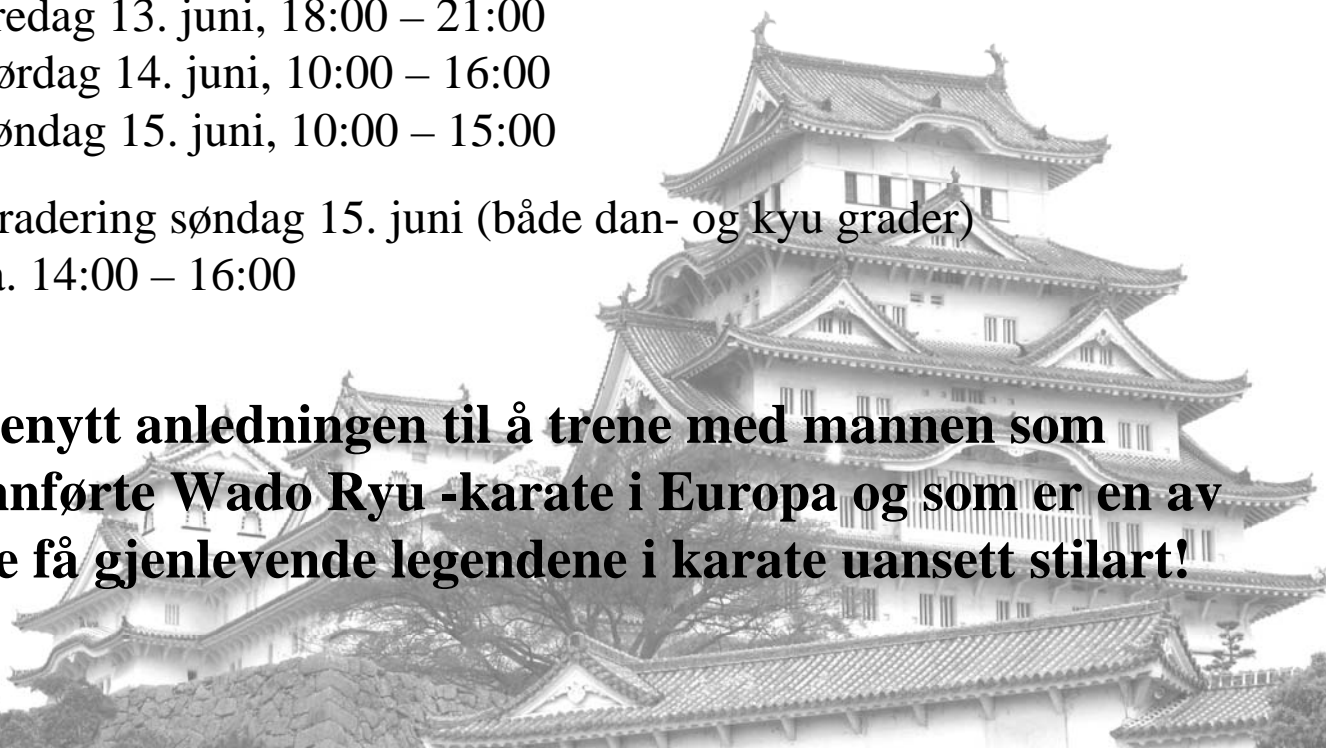 redag 13. juni, 18:00 – 21:00
ørdag 14. juni, 10:00 – 16:00
øndag 15. juni, 10:00 – 15:00
radering søndag 15. juni (både dan- og kyu grader)
a. 14:00 – 16:00
enytt anledningen til å trene med mannen som
nnførte Wado Ryu -karate i Europa og som er en av
e få gjenlevende legendene i karate uansett stilart!